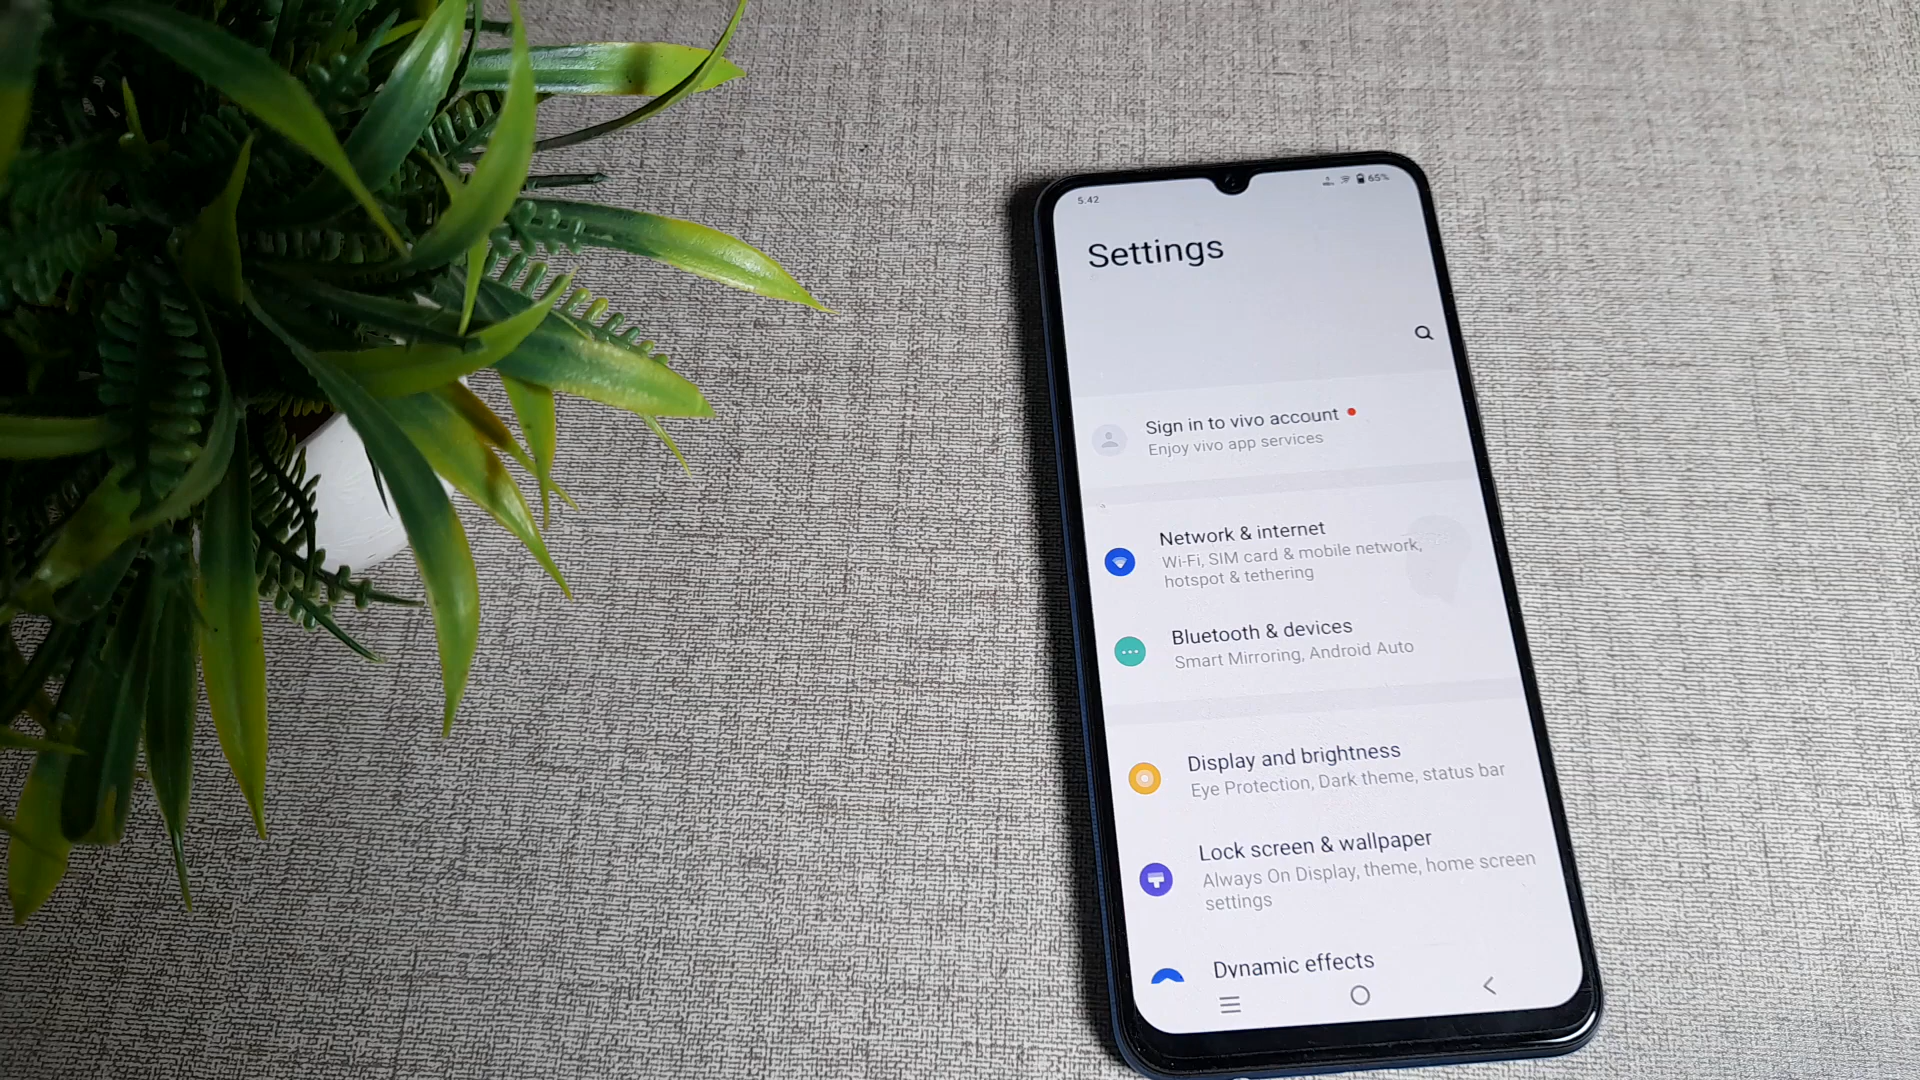 5.42
65%
Settings
Sign in to vivo account
Enjoy vivo app services
Network & internet
Wi-Fi, SIM card & mobile network,
hotspot & tethering
Bluetooth & devices
Smart Mirroring, Android Auto
Display and brightness
Eye Protection, Dark theme, status bar
Lock screen & wallpaper
Always On Display, theme, home screen
settings
Dynamic effects